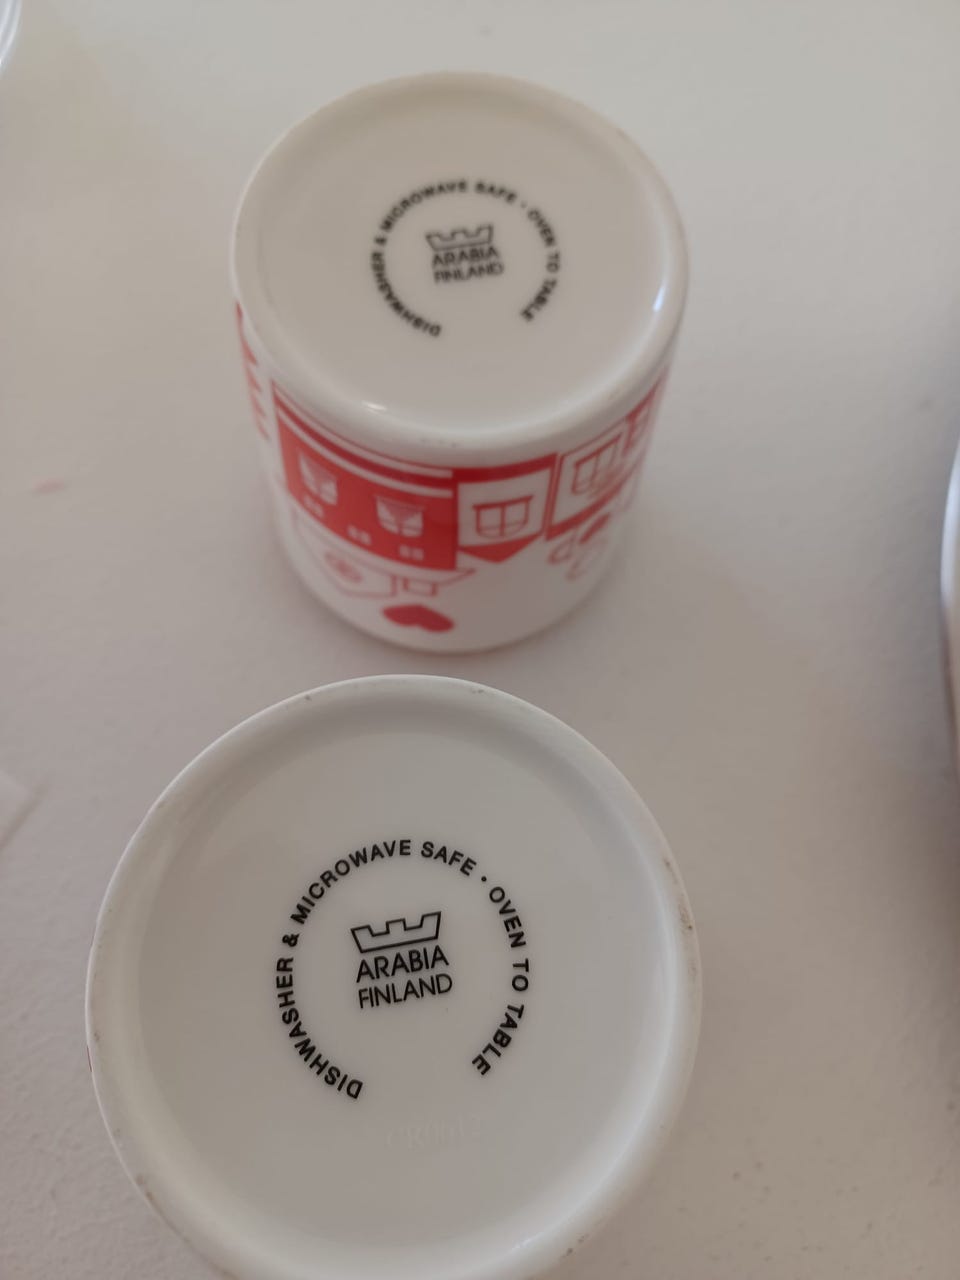 DISHWASHER & MICROWAVE SAFE · OVEN TO TABLE
ARABIA
FINLAND
DISHWASHER & MICROWAVE SAFE · OVEN TO TABLE
ARABIA
FINLAND